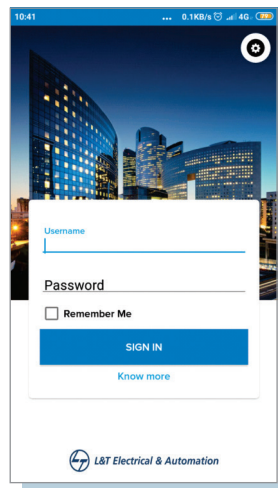 10:41 ... 0.1KB/s 4G
Username
Password
Remember Me
SIGN IN
Know more
L&T Electrical & Automation